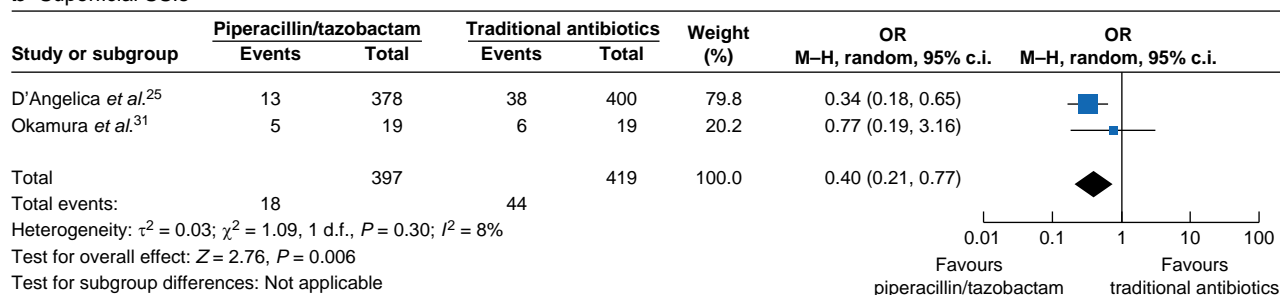 Piperacillin/tazobactam Traditional antibiotics Weight OR OR
Study or subgroup Events Total Events Total (%) M–H, random, 95% c.i. M–H, random, 95% c.i.
D'Angelica et al.25 13 378 38 400 79.8 0.34 (0.18, 0.65)
Okamura et al.31 5 19 6 19 20.2 0.77 (0.19, 3.16)
Total 397 419 100.0 0.40 (0.21, 0.77)
Total events: 18 44
Heterogeneity: τ2 = 0.03; χ2 = 1.09, 1 d.f., P = 0.30; I2 = 8%
Test for overall effect: Z = 2.76, P = 0.006
Test for subgroup differences: Not applicable
0.01 0.1 1 10 100
Favours Favours
piperacillin/tazobactam traditional antibiotics